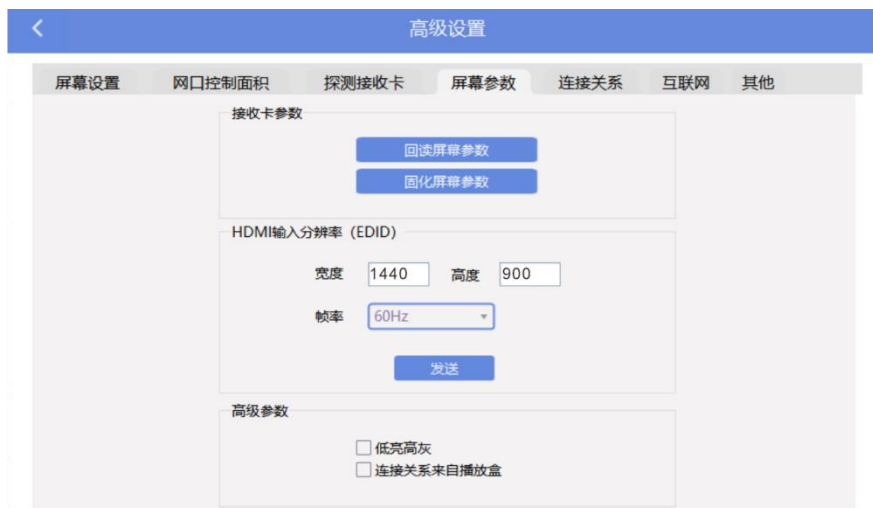 高级设置
屏幕设置 网口控制面积 探测接收卡 屏幕参数 连接关系 互联网 其他
接收卡参数
回读屏幕参数
固化屏幕参数
HDMI输入分辨率（EDID）
宽度 1440 高度 900
帧率 60Hz
发送
高级参数
低亮高灰
连接关系来自播放盒